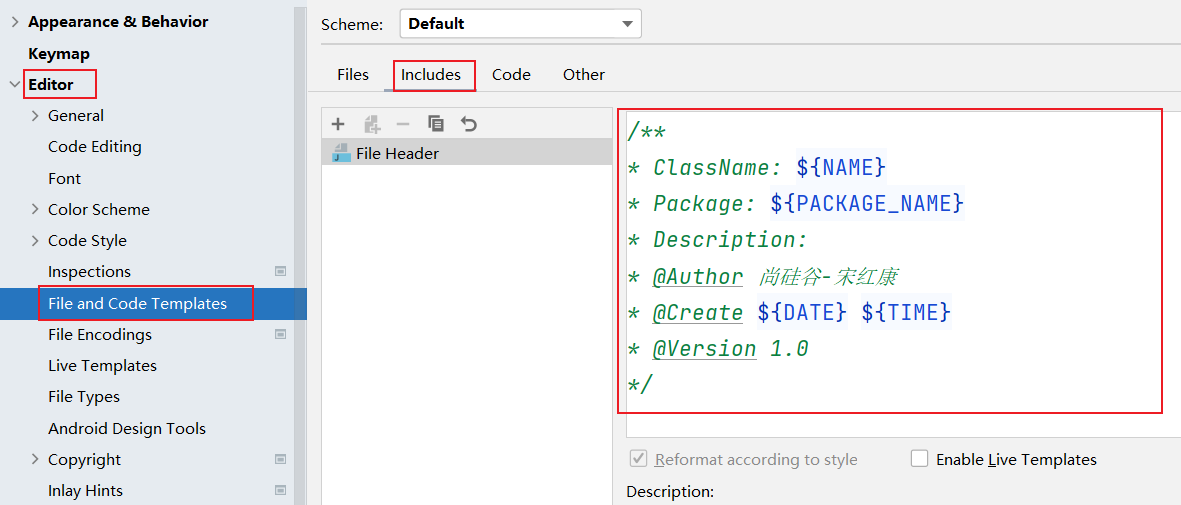 Appearance & Behavior
Keymap
Editor
General
Code Editing
Font
Color Scheme
Code Style
Inspections
File and Code Templates
File Encodings
Live Templates
File Types
Android Design Tools
Copyright
Inlay Hints
Scheme: Default
Files Includes Code Other
File Header
/**
* ClassName: ${NAME}
* Package: ${PACKAGE_NAME}
* Description:
* @Author 尚硅谷-宋红康
* @Create ${DATE} ${TIME}
* @Version 1.0
*/
Reformat according to style Enable Live Templates
Description: